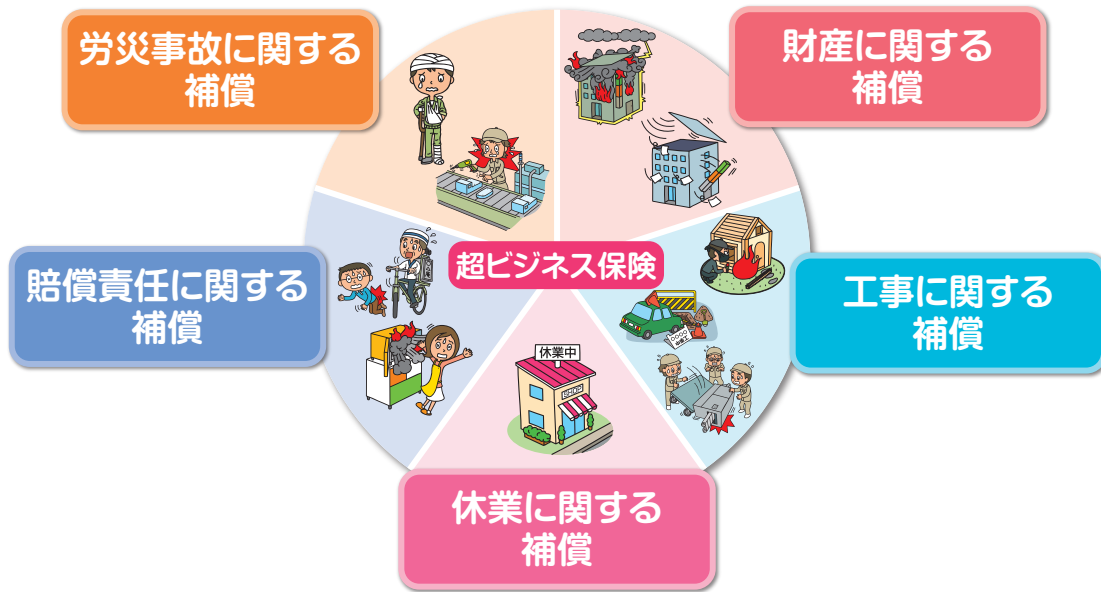 労災事故に関する
補償
財産に関する
補償
賠償責任に関する
補償
超ビジネス保険
工事に関する
補償
休業中
SHOP
休業に関する
補償